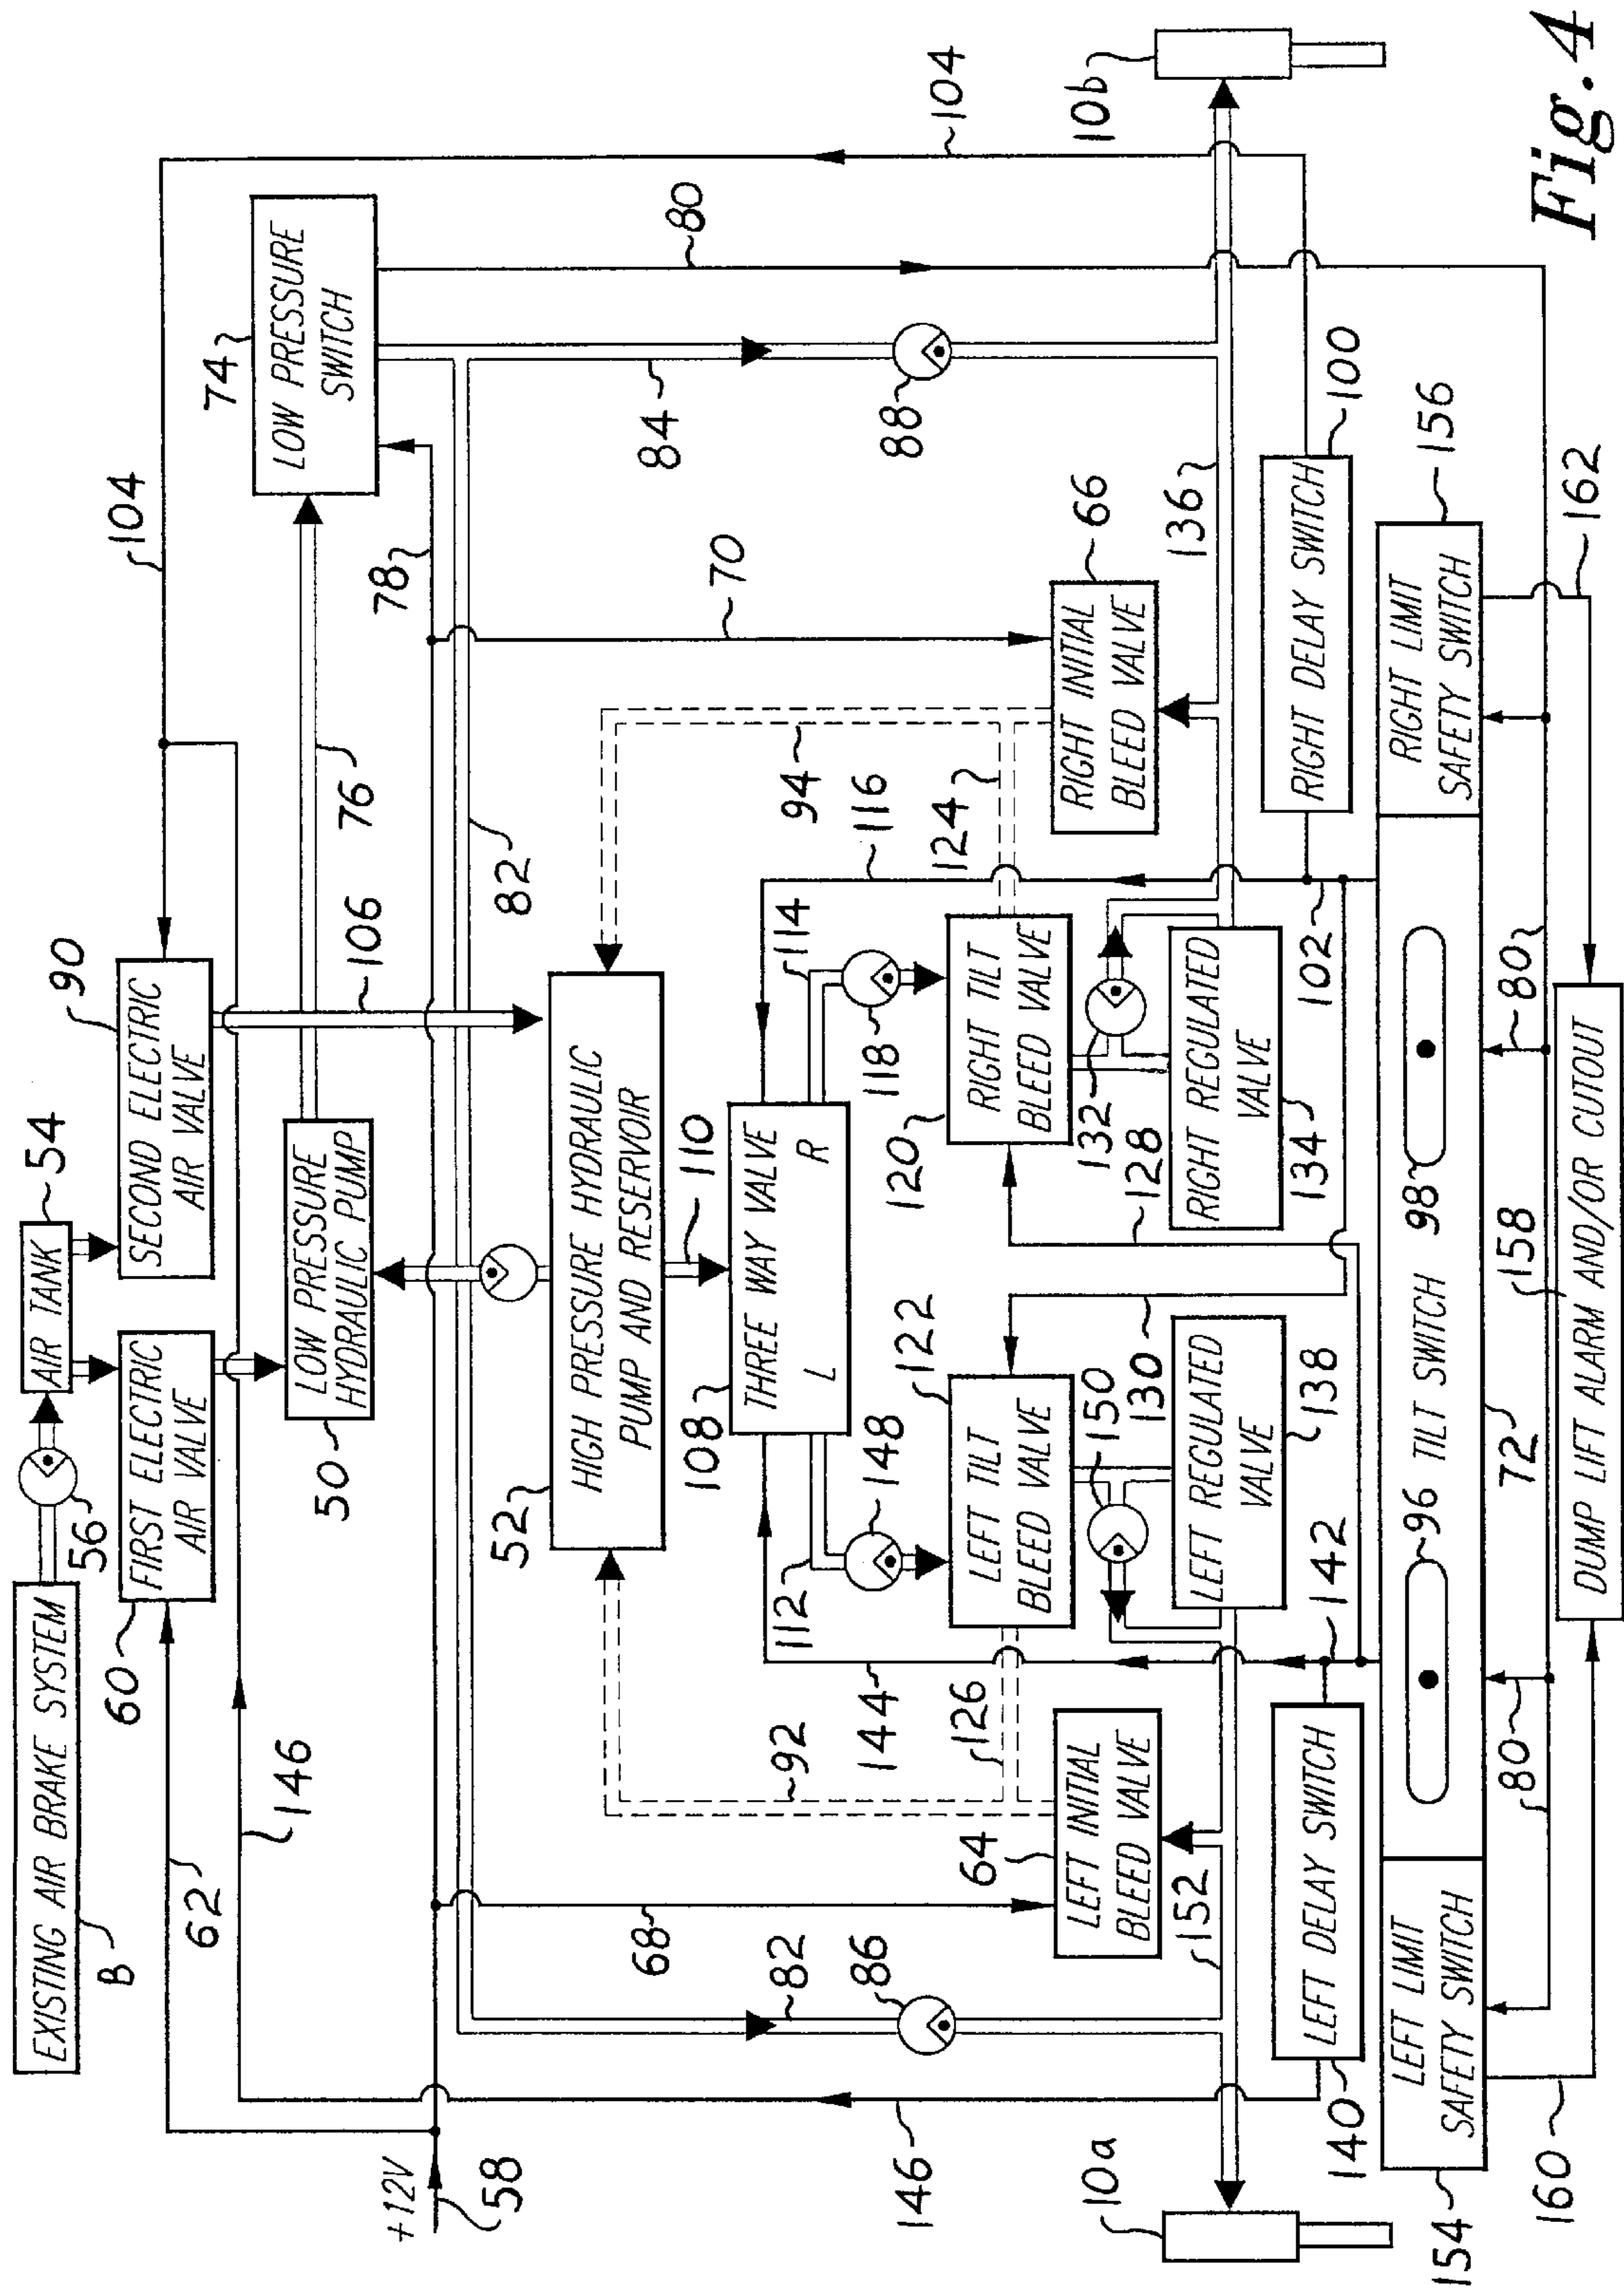 EXISTING AIR BRAKE SYSTEM
B
56
AIR TANK
54
60
FIRST ELECTRIC
AIR VALVE
SECOND ELECTRIC
AIR VALVE
90
104
104
62
146
106
50
LOW PRESSURE
HYDRAULIC PUMP
76
74
LOW PRESSURE
SWITCH
+12V
58
78
82
80
84
70
68
82
86
88
52
HIGH PRESSURE HYDRAULIC
PUMP AND RESERVOIR
110
92
94
108
THREE WAY VALVE
L R
112
148
114
116
118
124
126
144
122
LEFT TILT
BLEED VALVE
120
RIGHT TILT
BLEED VALVE
64
LEFT INITIAL
BLEED VALVE
66
RIGHT INITIAL
BLEED VALVE
146
10a
152
150
130
132
128
136
10b
LEFT REGULATED
VALVE
138
RIGHT REGULATED
VALVE
134
140
LEFT DELAY SWITCH
142
102
RIGHT DELAY SWITCH
100
154
LEFT LIMIT
SAFETY SWITCH
96 TILT SWITCH 98
RIGHT LIMIT
SAFETY SWITCH
156
160
80
72
158
80
162
DUMP LIFT ALARM AND/OR CUTOUT
Fig. 4